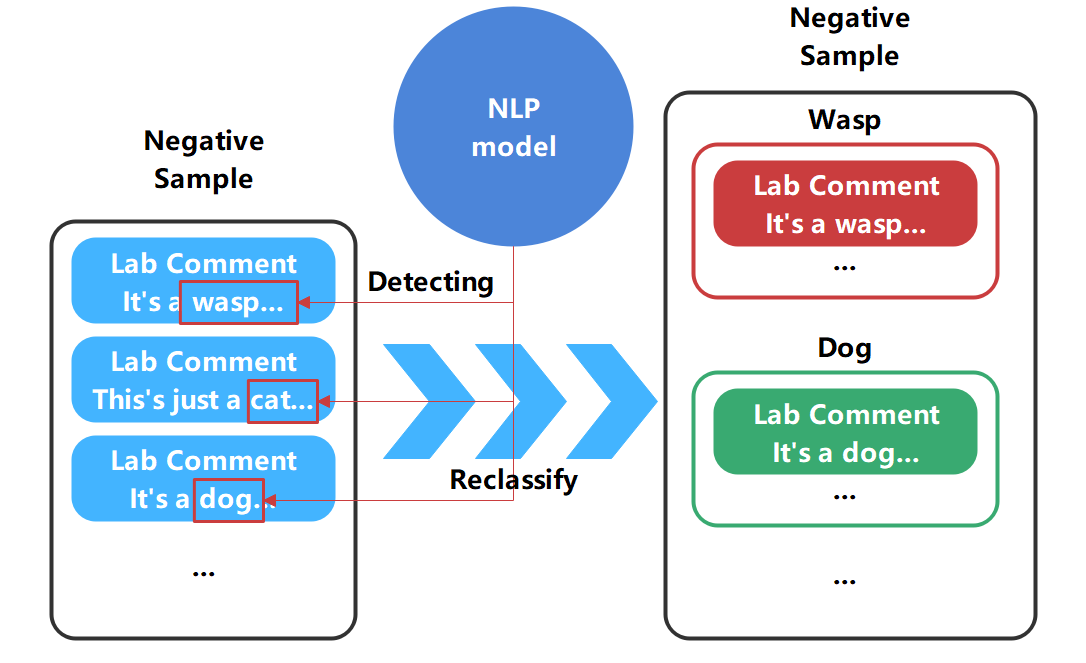 Negative
Sample
Lab Comment
It's a wasp...
Lab Comment
This's just a cat...
Lab Comment
It's a dog...
...
NLP
model
Detecting
Reclassify
Negative
Sample
Wasp
Lab Comment
It's a wasp...
...
Dog
Lab Comment
It's a dog...
...
...